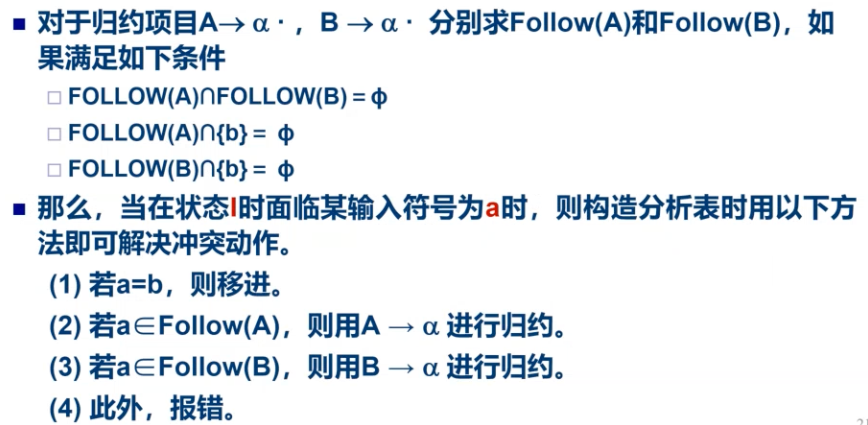 ■ 对于归约项目A→ α · ，B → α · 分别求Follow(A)和Follow(B)，如
果满足如下条件
□ FOLLOW(A)∩FOLLOW(B) = ф
□ FOLLOW(A)∩{b} = ф
□ FOLLOW(B)∩{b} = ф
■ 那么，当在状态I时面临某输入符号为a时，则构造分析表时用以下方
法即可解决冲突动作。
(1) 若a=b，则移进。
(2) 若a∈Follow(A)，则用A → α 进行归约。
(3) 若a∈Follow(B)，则用B → α 进行归约。
(4) 此外，报错。